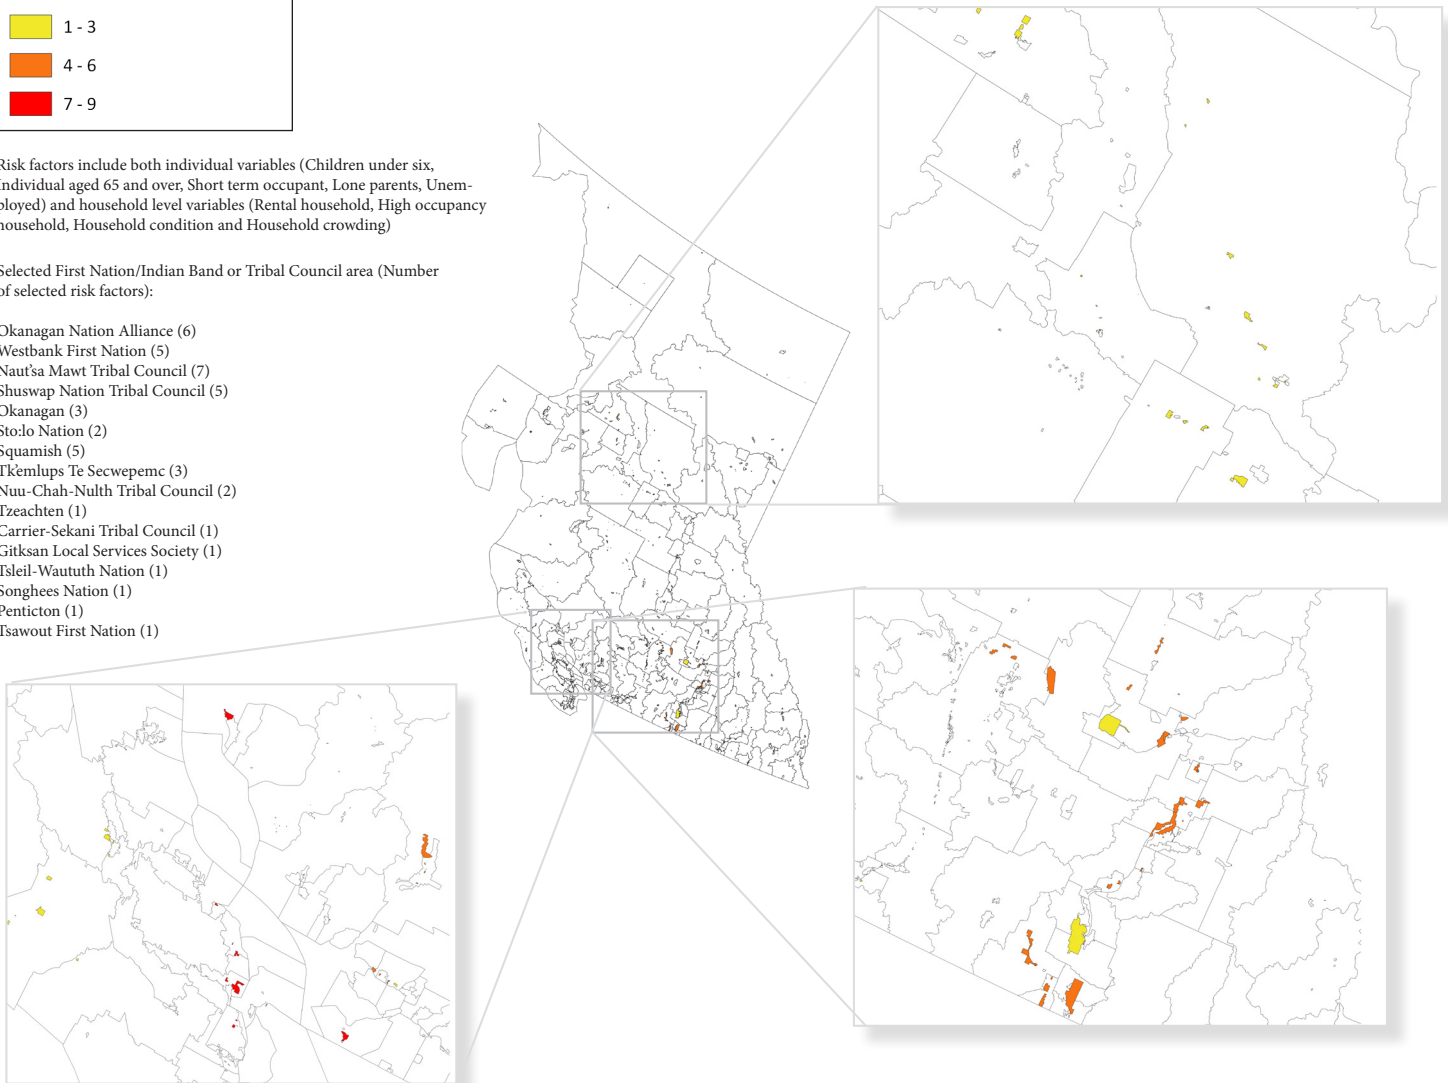 1 - 3
4 - 6
7 - 9
Risk factors include both individual variables (Children under six,
Individual aged 65 and over, Short term occupant, Lone parents, Unem-
ployed) and household level variables (Rental household, High occupancy
household, Household condition and Household crowding)
Selected First Nation/Indian Band or Tribal Council area (Number
of selected risk factors):
Okanagan Nation Alliance (6)
Westbank First Nation (5)
Naut'sa Mawt Tribal Council (7)
Shuswap Nation Tribal Council (5)
Okanagan (3)
Sto:lo Nation (2)
Squamish (5)
Tk'emlups Te Secwepemc (3)
Nuu-Chah-Nulth Tribal Council (2)
Tzeachten (1)
Carrier-Sekani Tribal Council (1)
Gitksan Local Services Society (1)
Tsleil-Waututh Nation (1)
Songhees Nation (1)
Penticton (1)
Tsawout First Nation (1)